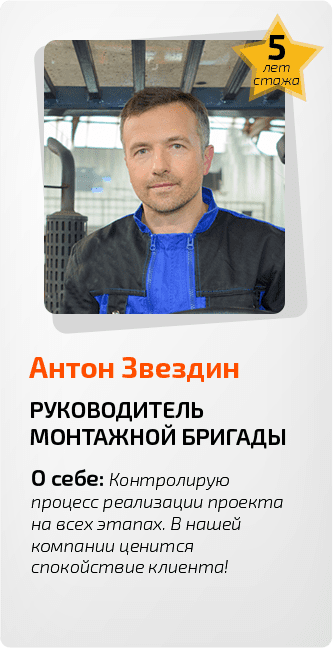 5
лет
стажа
Антон Звездин
РУКОВОДИТЕЛЬ
МОНТАЖНОЙ БРИГАДЫ
О себе: Контролирую
процесс реализации проекта
на всех этапах. В нашей
компании ценится
спокойствие клиента!